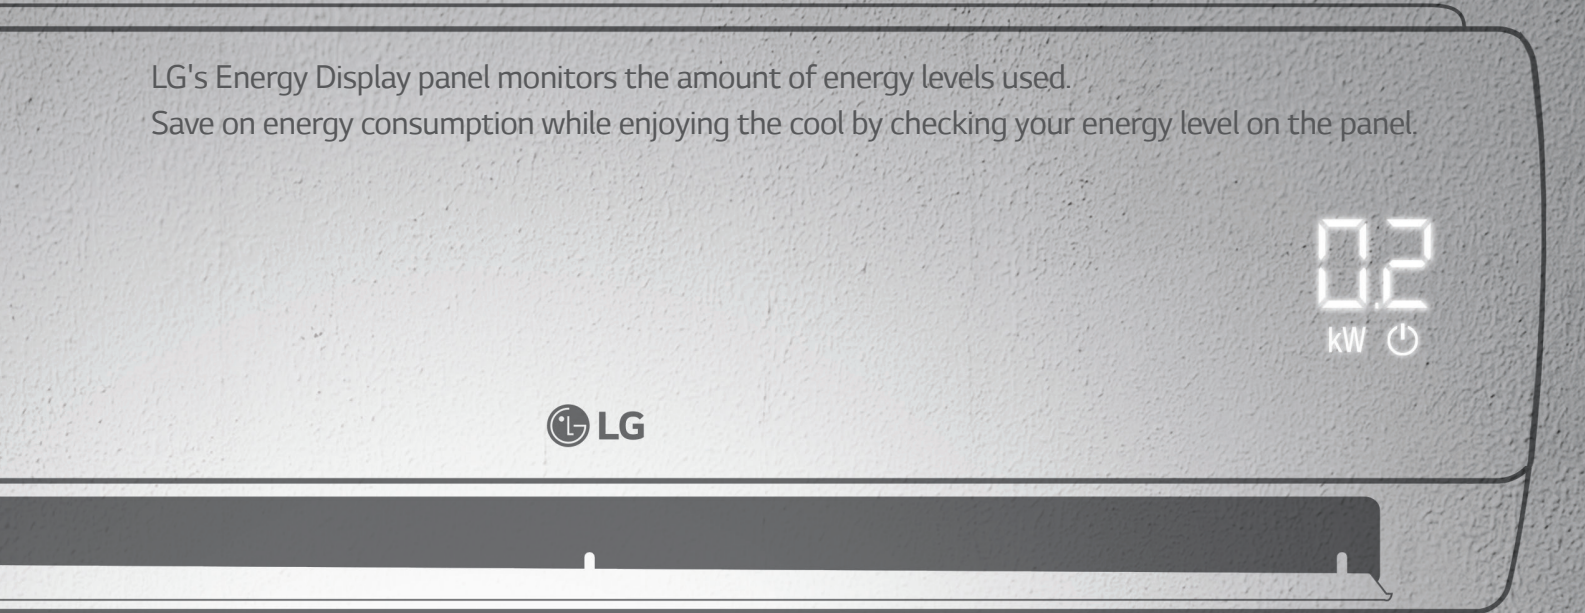 LG's Energy Display panel monitors the amount of energy levels used.
Save on energy consumption while enjoying the cool by checking your energy level on the panel.
0.2
kW
LG